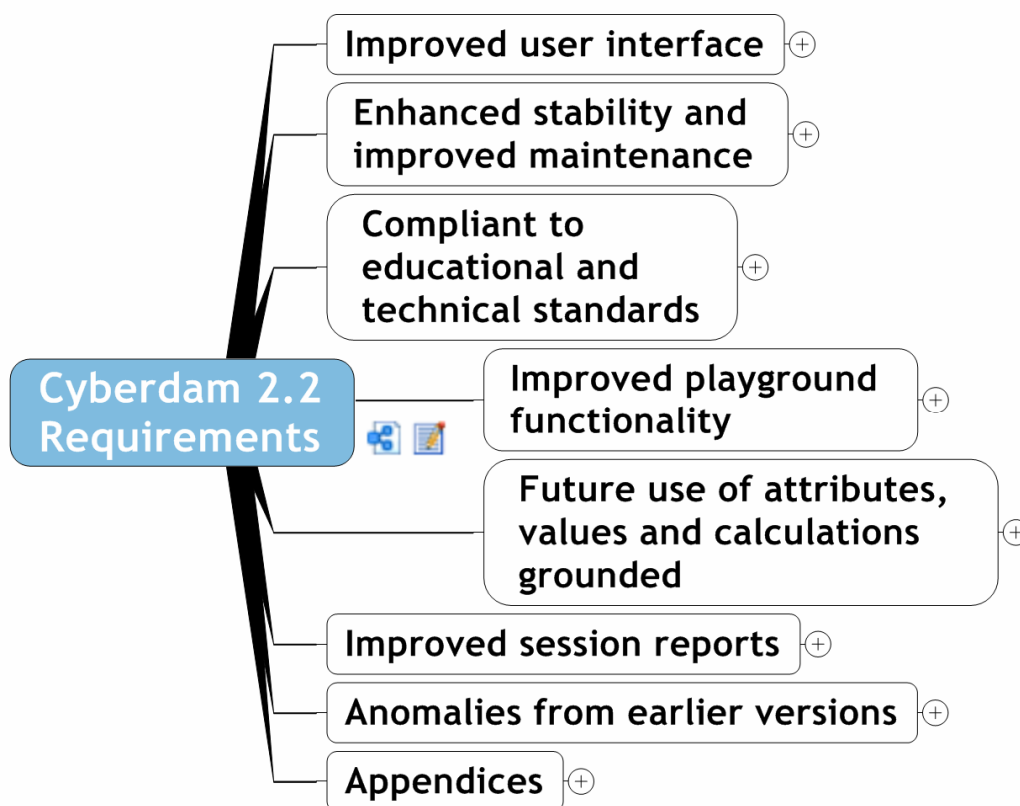 Improved user interface
Enhanced stability and
improved maintenance
Compliant to
educational and
technical standards
Cyberdam 2.2
Requirements
Improved playground
functionality
Future use of attributes,
values and calculations
grounded
Improved session reports
Anomalies from earlier versions
Appendices